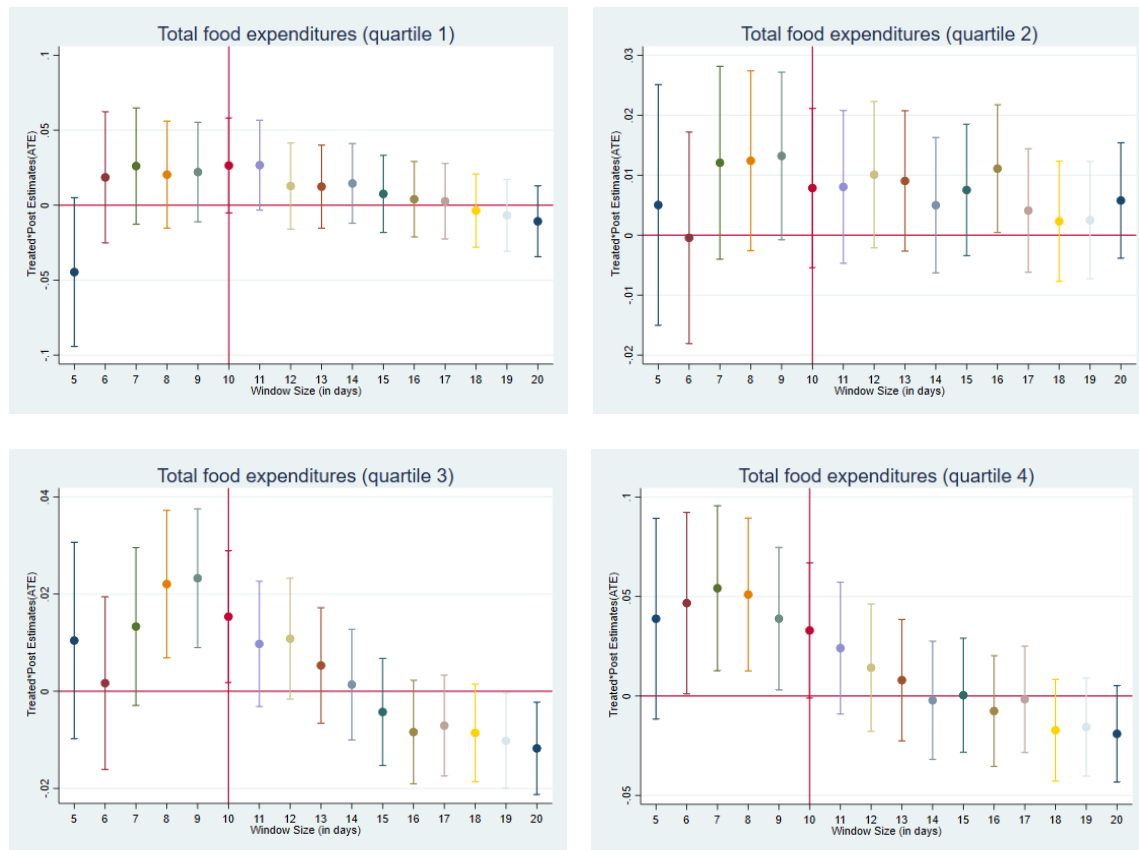 Total food expenditures (quartile 1)
Treated*Post Estimates(ATE)
.1
.05
0
-.05
-.1
5 6 7 8 9 10 11 12 13 14 15 16 17 18 19 20
Window Size (in days)
Total food expenditures (quartile 2)
Treated*Post Estimates(ATE)
.03
.02
.01
0
-.01
-.02
5 6 7 8 9 10 11 12 13 14 15 16 17 18 19 20
Window Size (in days)
Total food expenditures (quartile 3)
Treated*Post Estimates(ATE)
.04
.02
0
-.02
5 6 7 8 9 10 11 12 13 14 15 16 17 18 19 20
Window Size (in days)
Total food expenditures (quartile 4)
Treated*Post Estimates(ATE)
.1
.05
0
-.05
5 6 7 8 9 10 11 12 13 14 15 16 17 18 19 20
Window Size (in days)